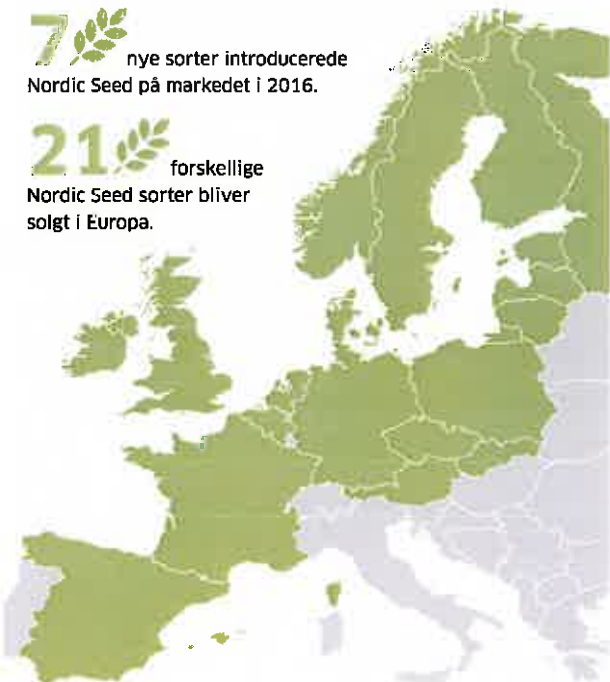 7 nye sorter introducerede
Nordic Seed på markedet i 2016.
21 forskellige
Nordic Seed sorter bliver
solgt i Europa.